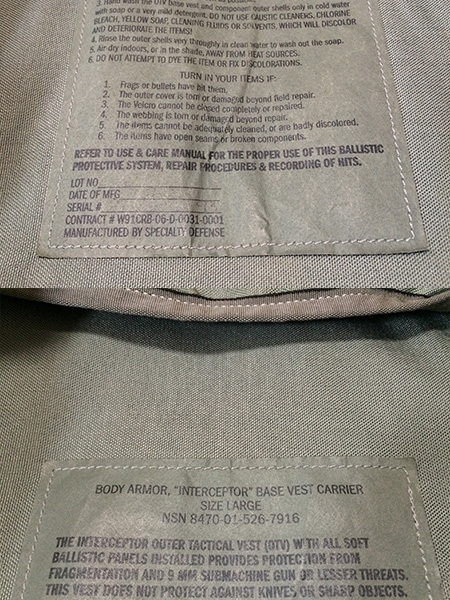 3. Hand wash the OTV base vest and component outer shells only in cold water
with soap or a very mild detergent. DO NOT USE CAUSTIC CLEANERS, CHLORINE
BLEACH, YELLOW SOAP, CLEANING FLUIDS OR SOLVENTS, WHICH WILL DISCOLOR
AND DETERIORATE THE ITEMS!
4. Rinse the outer shells very thoroughly in clean water to wash out the soap.
5. Air dry indoors, or in the shade, AWAY FROM HEAT SOURCES.
6. DO NOT ATTEMPT TO DYE THE ITEM OR FIX DISCOLORATIONS.
TURN IN YOUR ITEMS IF:
1. Frags or bullets have hit them.
2. The outer cover is torn or damaged beyond field repair.
3. The Velcro cannot be closed completely or repaired.
4. The webbing is torn or damaged beyond repair.
5. The items cannot be adequately cleaned, or are badly discolored.
6. The items have open seams or broken components.
REFER TO USE & CARE MANUAL FOR THE PROPER USE OF THIS BALLISTIC
PROTECTIVE SYSTEM, REPAIR PROCEDURES & RECORDING OF HITS.
LOT NO
DATE OF MFG
SERIAL #
CONTRACT # W91CRB-06-D-0031-0001
MANUFACTURED BY SPECIALTY DEFENSE
BODY ARMOR, "INTERCEPTOR" BASE VEST CARRIER
SIZE LARGE
NSN 8470-01-526-7916
THE INTERCEPTOR OUTER TACTICAL VEST (OTV) WITH ALL SOFT
BALLISTIC PANELS INSTALLED PROVIDES PROTECTION FROM
FRAGMENTATION AND 9 MM SUBMACHINE GUN OR LESSER THREATS.
THIS VEST DOES NOT PROTECT AGAINST KNIVES OR SHARP OBJECTS.